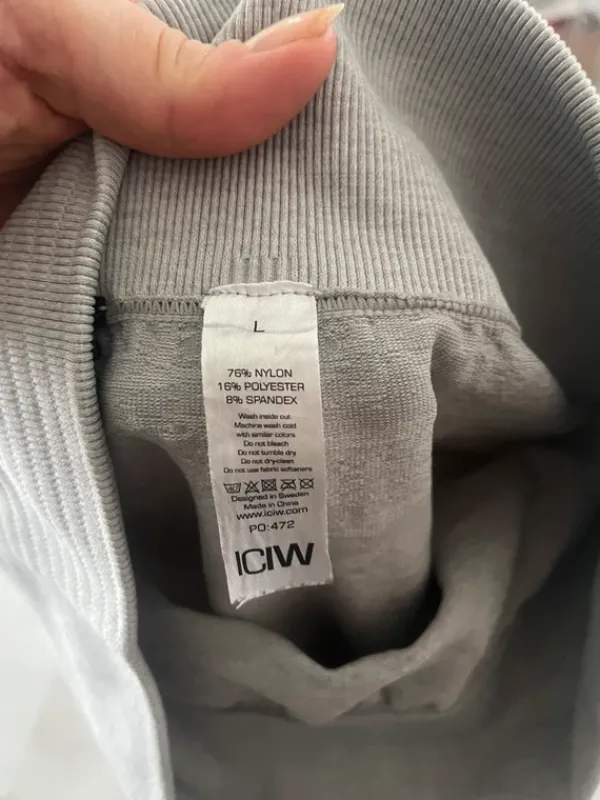 L
76% NYLON
16% POLYESTER
8% SPANDEX
Wash inside out
Machine wash cold
with similar colors
Do not bleach
Do not tumble dry
Do not dry-clean
Do not use fabric softeners
Designed in Sweden
Made in China
www.iciw.com
PO:472
ICIW